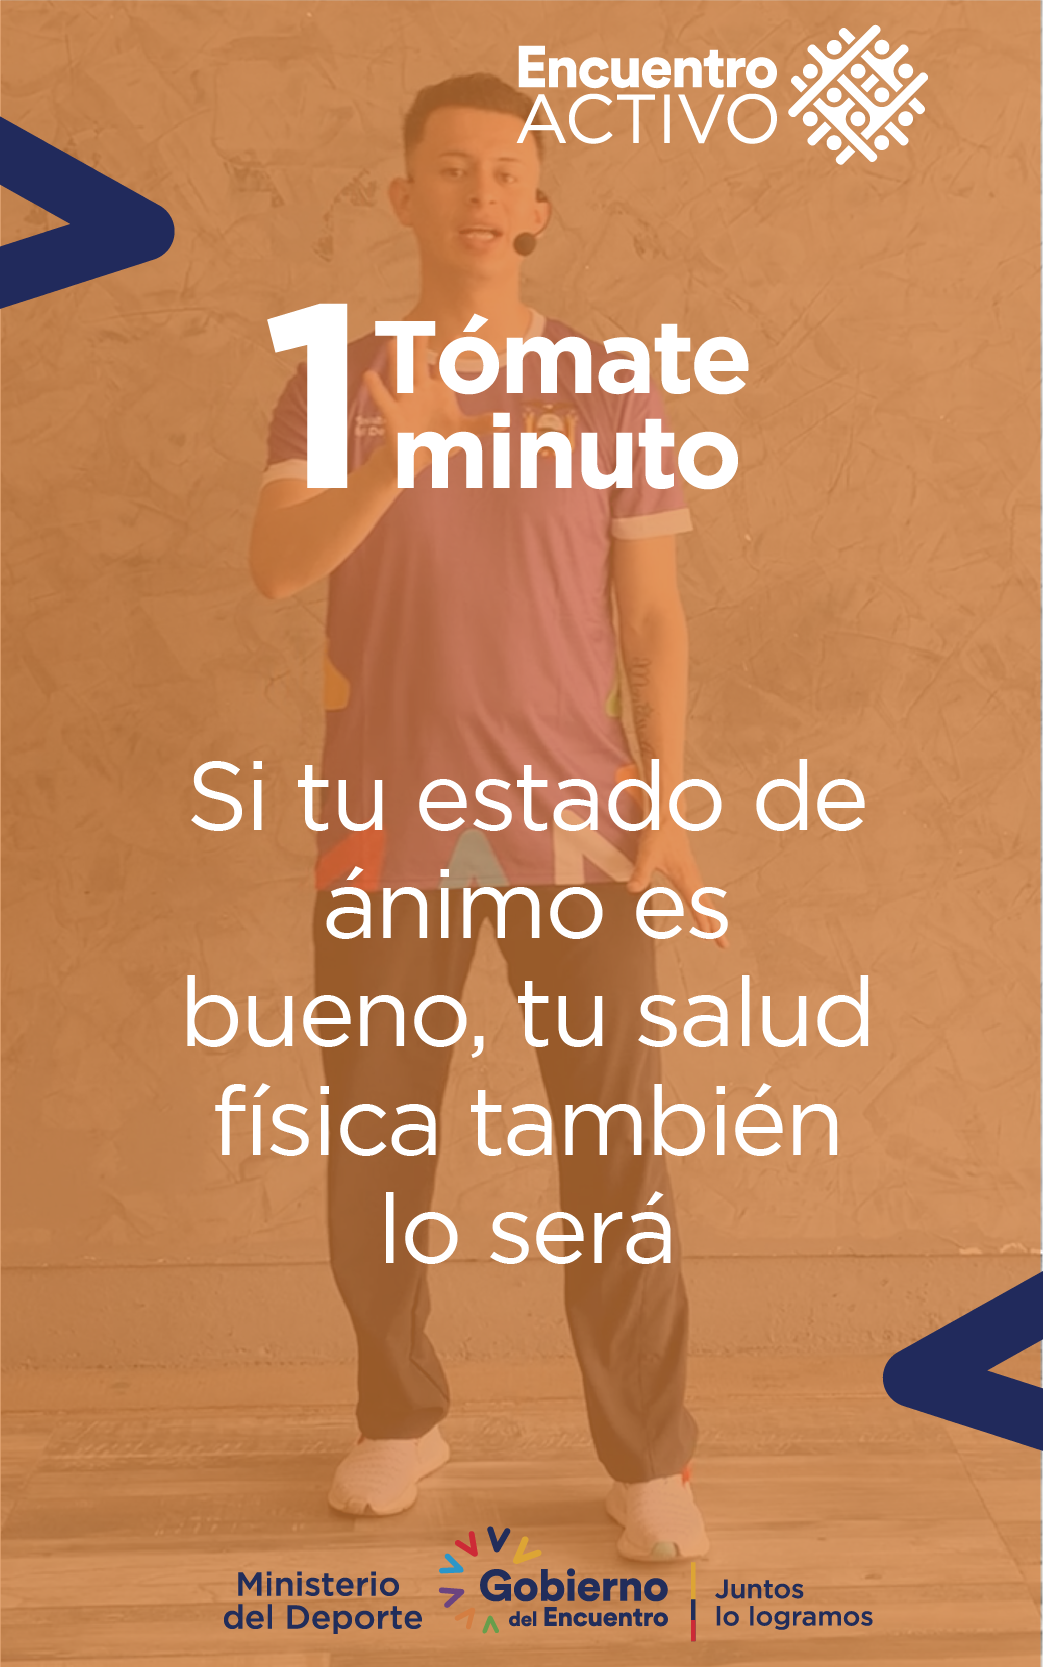 Encuentro
ACTIVO
1 Tómate
minuto
Si tu estado de
ánimo es
bueno, tu salud
física también
lo será
Ministerio
del Deporte
Gobierno
del Encuentro
Juntos
lo logramos